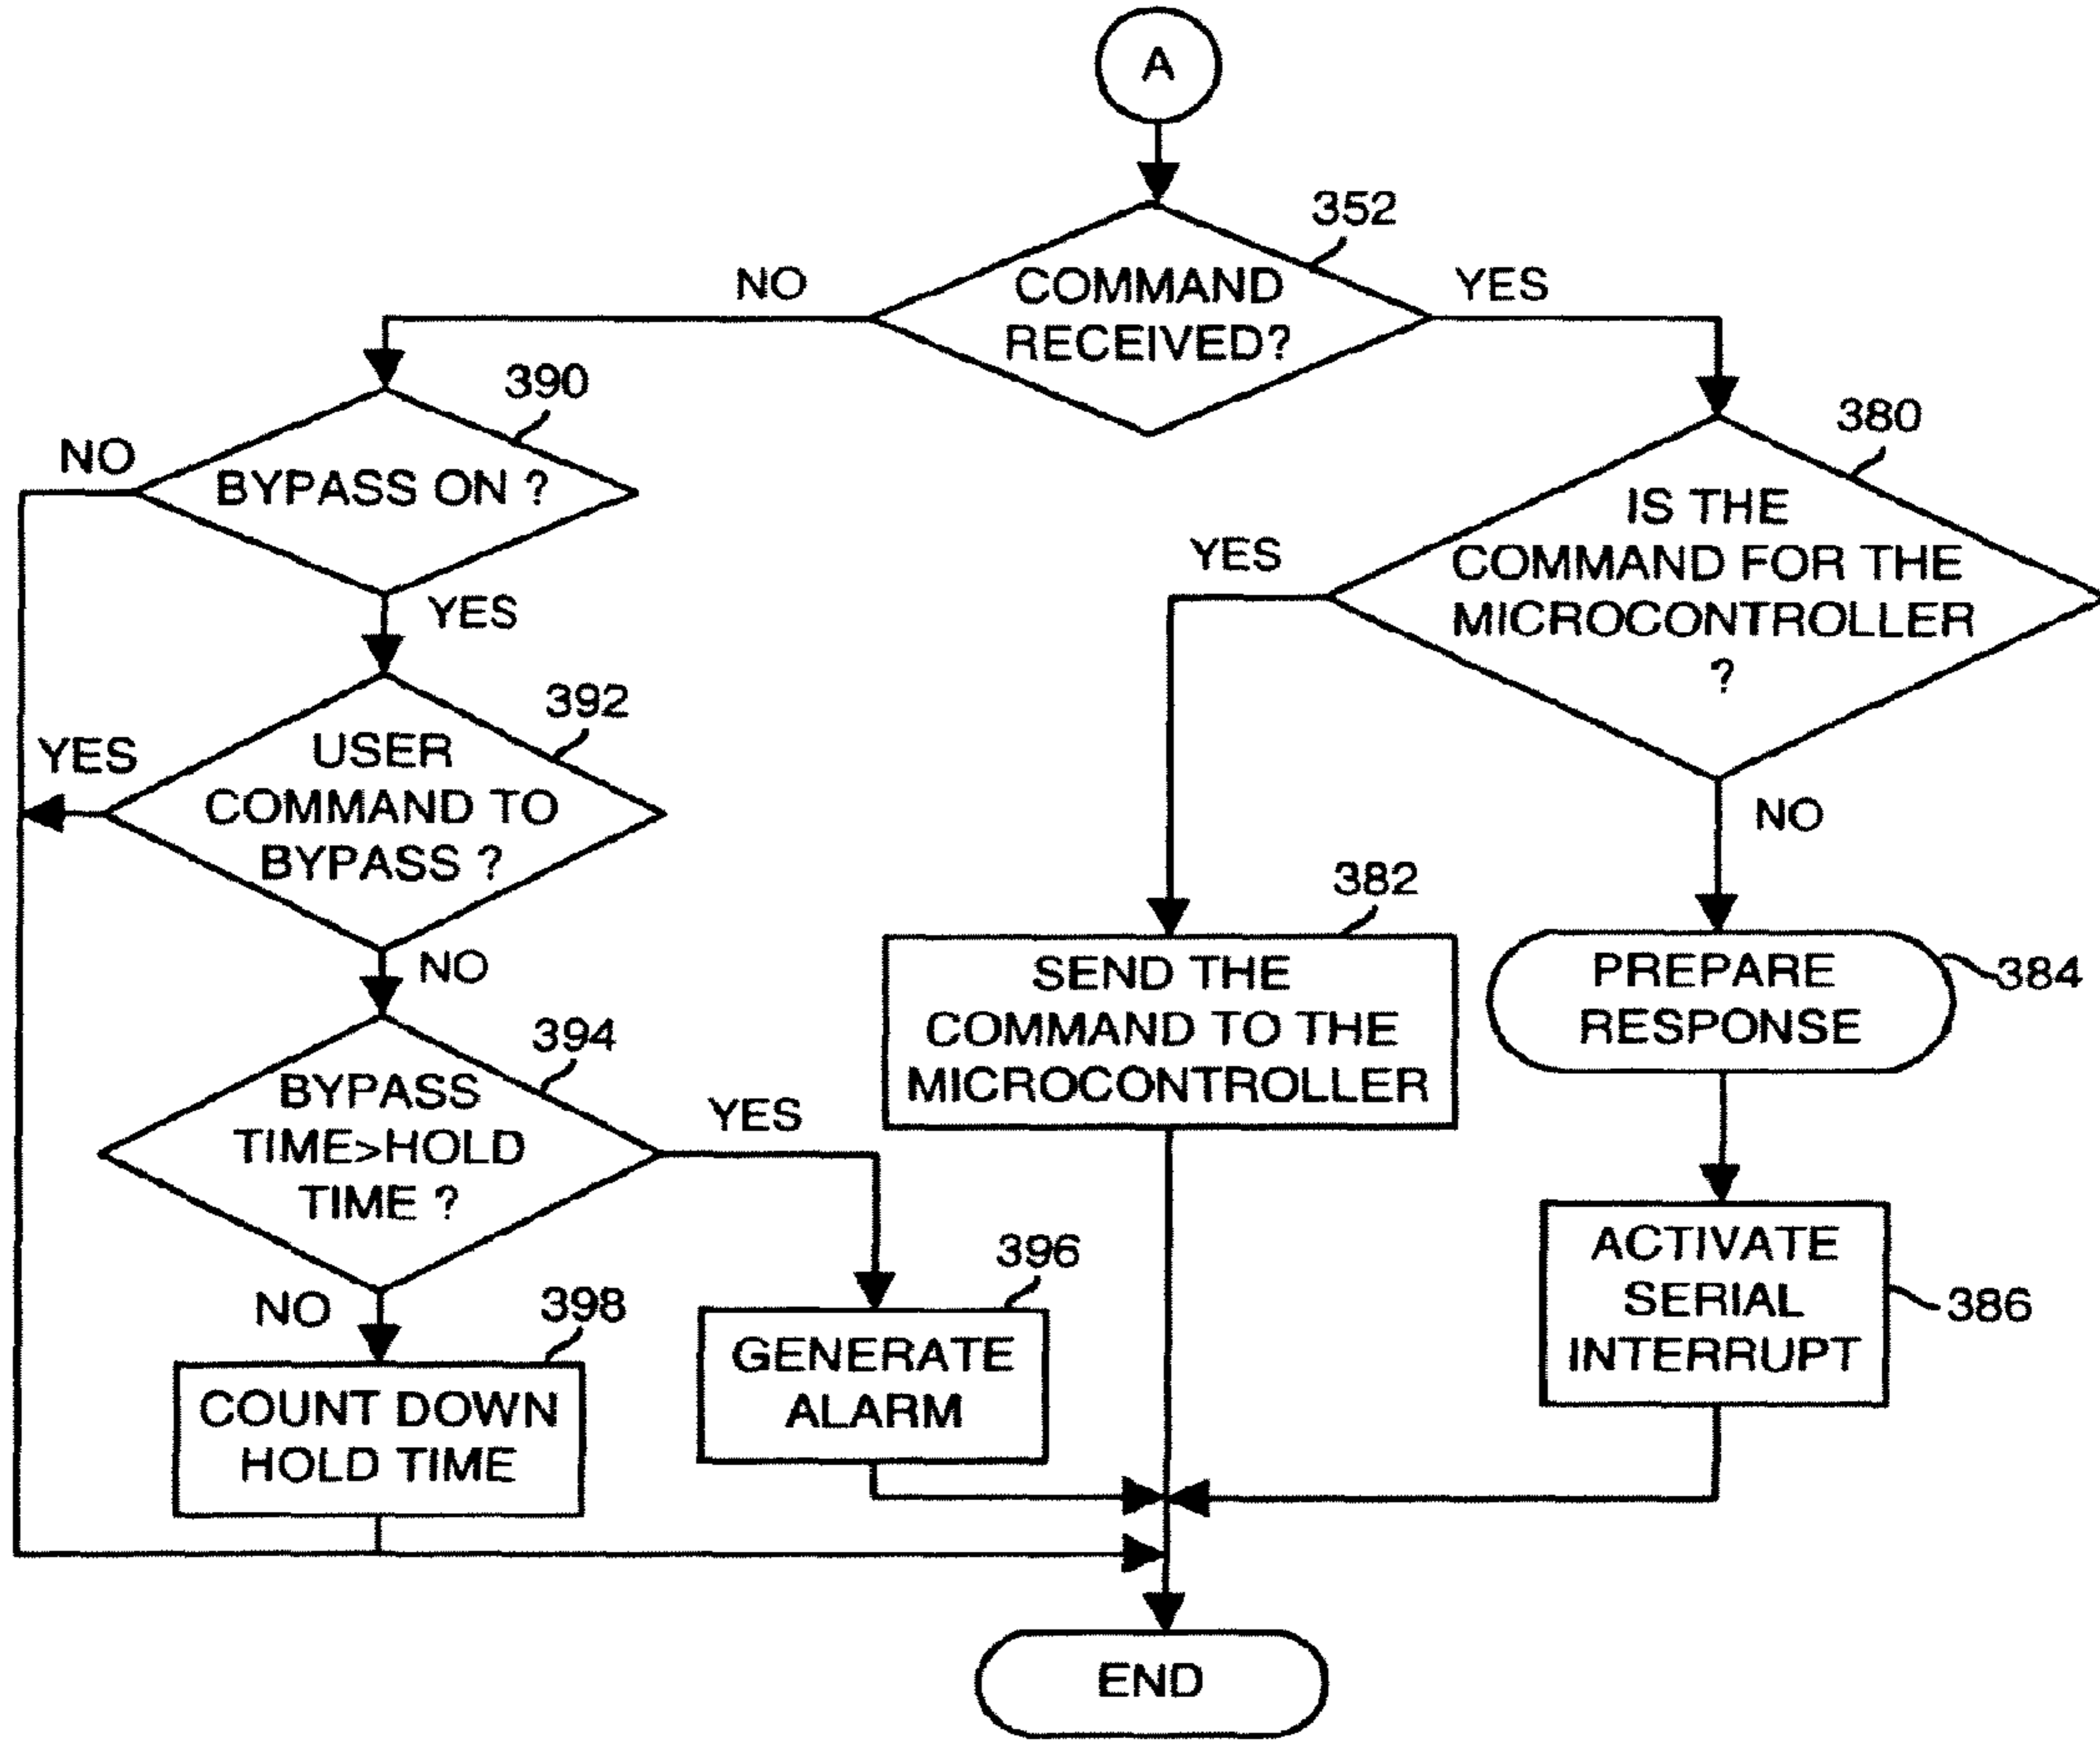 A
352
COMMAND
RECEIVED?
NO
YES
390
BYPASS ON ?
NO
YES
380
IS THE
COMMAND FOR THE
MICROCONTROLLER
?
YES
NO
392
USER
COMMAND TO
BYPASS ?
YES
NO
382
SEND THE
COMMAND TO THE
MICROCONTROLLER
PREPARE
RESPONSE
384
394
BYPASS
TIME>HOLD
TIME ?
YES
NO
396
GENERATE
ALARM
398
COUNT DOWN
HOLD TIME
ACTIVATE
SERIAL
INTERRUPT
386
END